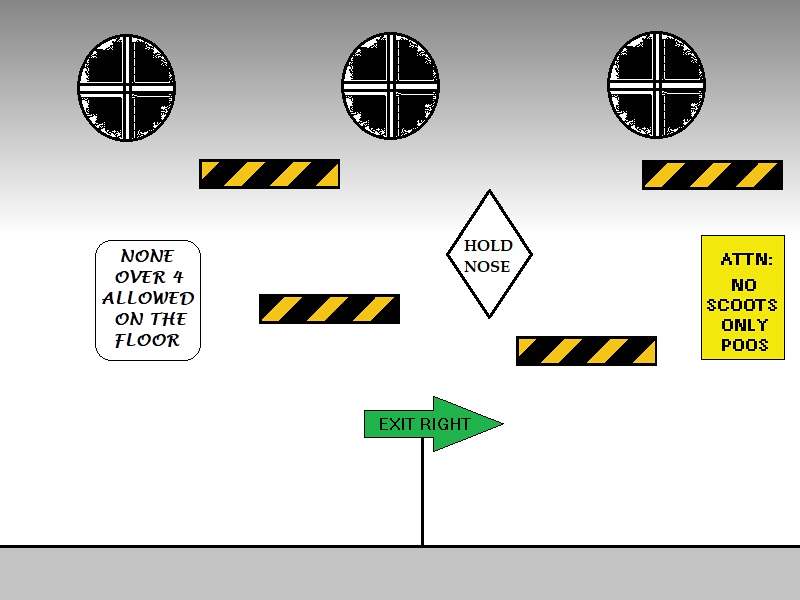 NONE
OVER 4
ALLOWED
ON THE
FLOOR
HOLD
NOSE
ATTN:
NO
SCOOTS
ONLY
POOS
EXIT RIGHT